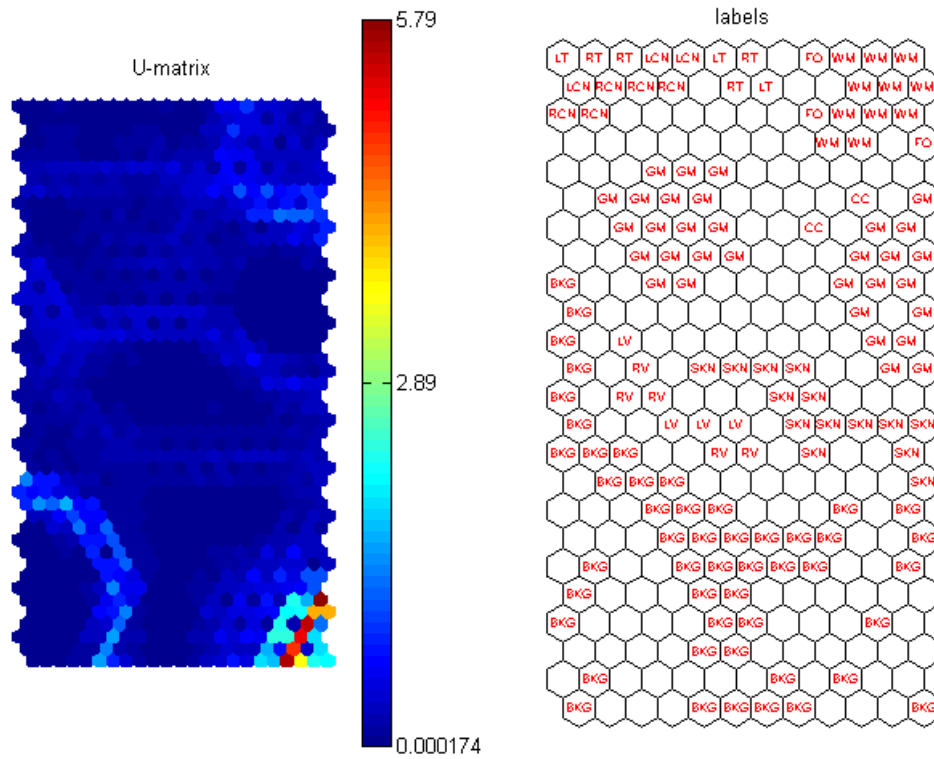 U-matrix
5.79
2.89
0.000174
labels
LT RT RT LCN LCN LT RT FO WM WM WM
LCN RCN RCN RCN RT LT WM WM WM
RCN RCN FO WM WM WM
WM WM FO
GM GM GM
GM GM GM GM CC GM
GM GM GM GM CC GM GM
GM GM GM GM GM GM GM
BKG GM GM GM GM GM
BKG GM GM
BKG LV GM GM
BKG RV SKN SKN SKN SKN GM GM
BKG RV RV SKN SKN
BKG LV LV LV SKN SKN SKN SKN SKN
BKG BKG BKG RV RV SKN SKN
BKG BKG BKG SKN
BKG BKG BKG BKG BKG
BKG BKG BKG BKG BKG BKG BKG
BKG BKG BKG BKG BKG BKG BKG
BKG BKG BKG
BKG BKG BKG BKG
BKG BKG
BKG BKG BKG
BKG BKG BKG BKG BKG BKG